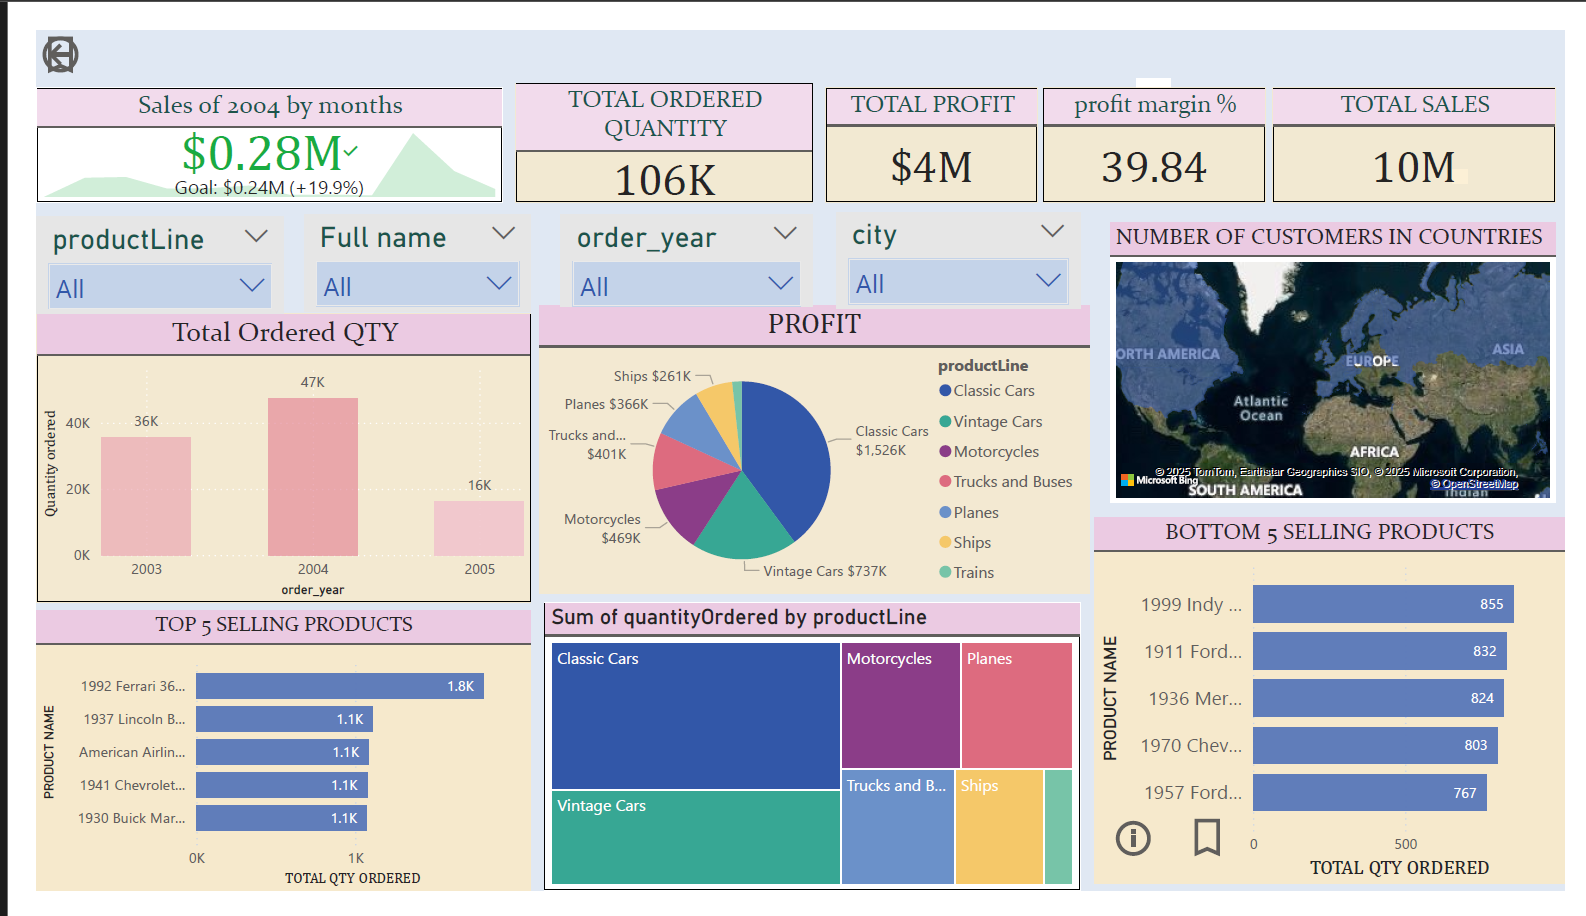 Sales of 2004 by months
$0.28M
Goal: $0.24M (+19.9%)
TOTAL ORDERED
QUANTITY
106K
TOTAL PROFIT
$4M
profit margin %
39.84
TOTAL SALES
10M
productLine
All
Full name
All
order_year
All
city
All
NUMBER OF CUSTOMERS IN COUNTRIES
ORTH AMERICA
EUROPE
ASIA
Atlantic
Ocean
AFRICA
© 2025 TomTom, Earthstar Geographics SIO, © 2025 Microsoft Corporation,
Microsoft Bing
© OpenStreetMap
SOUTH AMERICA
Indian
Total Ordered QTY
Quantity ordered
40K
20K
0K
36K
47K
16K
2003
2004
2005
order_year
PROFIT
Ships $261K
Planes $366K
Trucks and...
$401K
Motorcycles
$469K
Vintage Cars $737K
Classic Cars
$1,526K
productLine
Classic Cars
Vintage Cars
Motorcycles
Trucks and Buses
Planes
Ships
Trains
TOP 5 SELLING PRODUCTS
PRODUCT NAME
1992 Ferrari 36...
1.8K
1937 Lincoln B...
1.1K
American Airlin...
1.1K
1941 Chevrolet...
1.1K
1930 Buick Mar...
1.1K
0K
1K
TOTAL QTY ORDERED
Sum of quantityOrdered by productLine
Classic Cars
Motorcycles
Planes
Vintage Cars
Trucks and B...
Ships
BOTTOM 5 SELLING PRODUCTS
PRODUCT NAME
1999 Indy ...
855
1911 Ford...
832
1936 Mer...
824
1970 Chev...
803
1957 Ford...
767
0
500
TOTAL QTY ORDERED